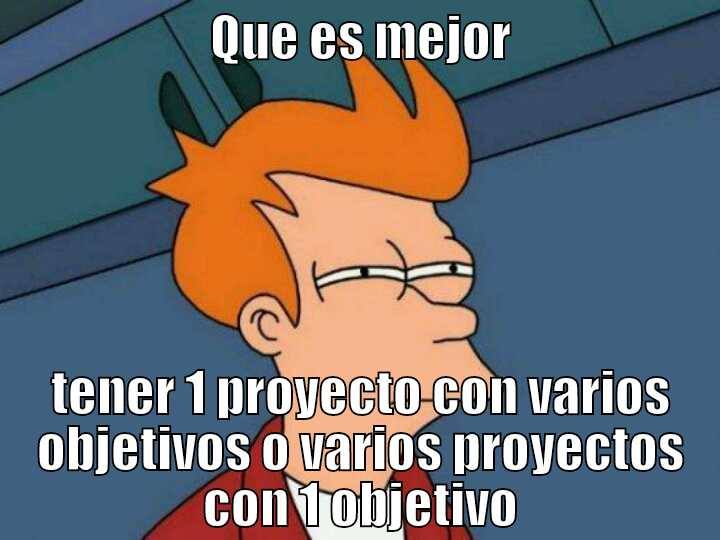 Que es mejor
tener 1 proyecto con varios
objetivos o varios proyectos
con 1 objetivo